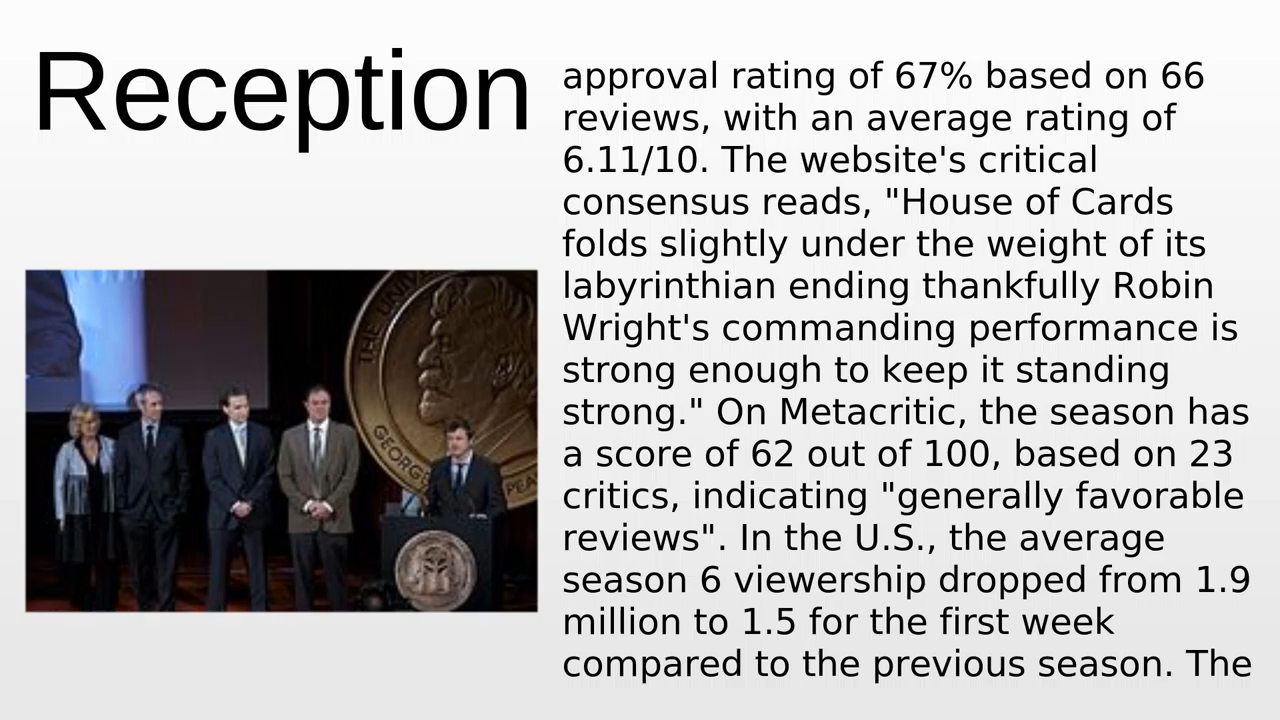 Reception
approval rating of 67% based on 66
reviews, with an average rating of
6.11/10. The website's critical
consensus reads, "House of Cards
folds slightly under the weight of its
labyrinthian ending thankfully Robin
Wright's commanding performance is
strong enough to keep it standing
strong." On Metacritic, the season has
a score of 62 out of 100, based on 23
critics, indicating "generally favorable
reviews". In the U.S., the average
season 6 viewership dropped from 1.9
million to 1.5 for the first week
compared to the previous season. The
THE UNIV
GEORGE
PEA